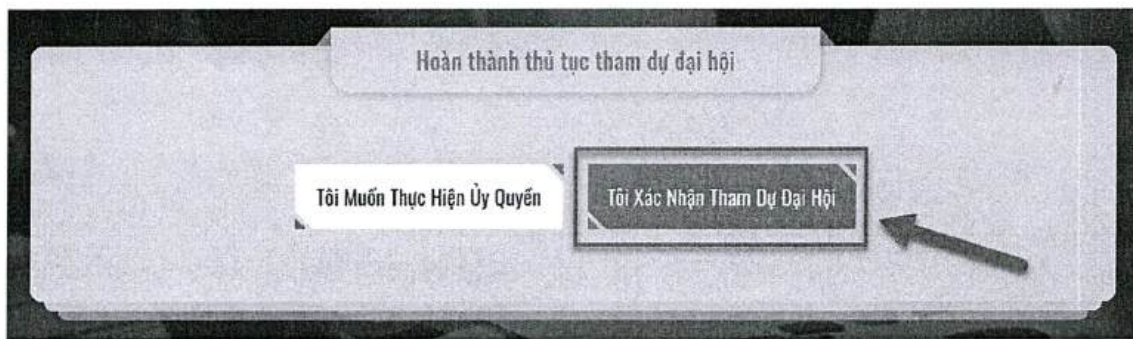 Hoàn thành thủ tục tham dự đại hội
Tôi Muốn Thực Hiện Ủy Quyền
Tôi Xác Nhận Tham Dự Đại Hội